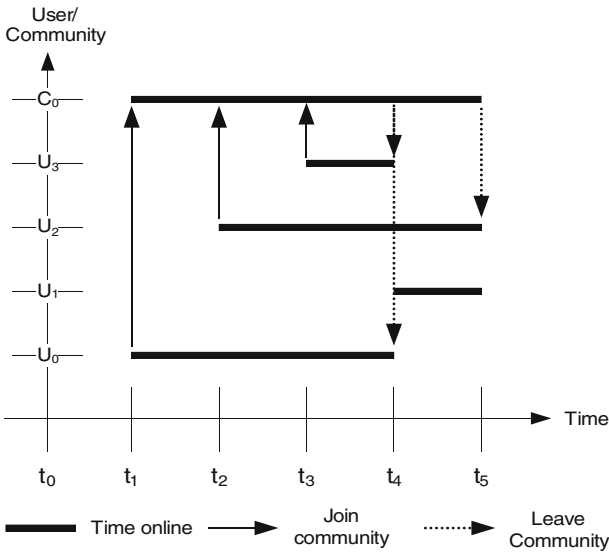 User/
Community
C₀
U₃
U₂
U₁
U₀
Time
t₀ t₁ t₂ t₃ t₄ t₅
Time online
Join
community
Leave
Community